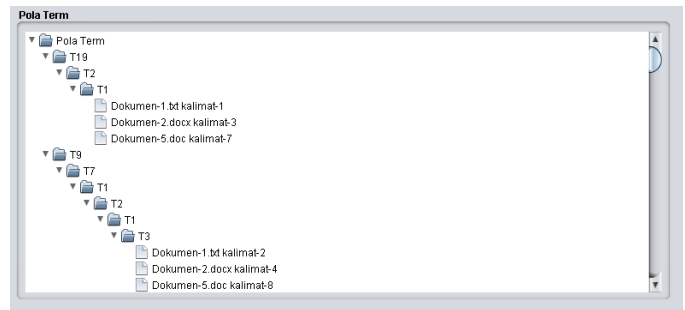 Pola Term
Pola Term
T19
T2
T1
Dokumen-1.txt kalimat-1
Dokumen-2.docx kalimat-3
Dokumen-5.doc kalimat-7
T9
T7
T1
T2
T1
T3
Dokumen-1.txt kalimat-2
Dokumen-2.docx kalimat-4
Dokumen-5.doc kalimat-8